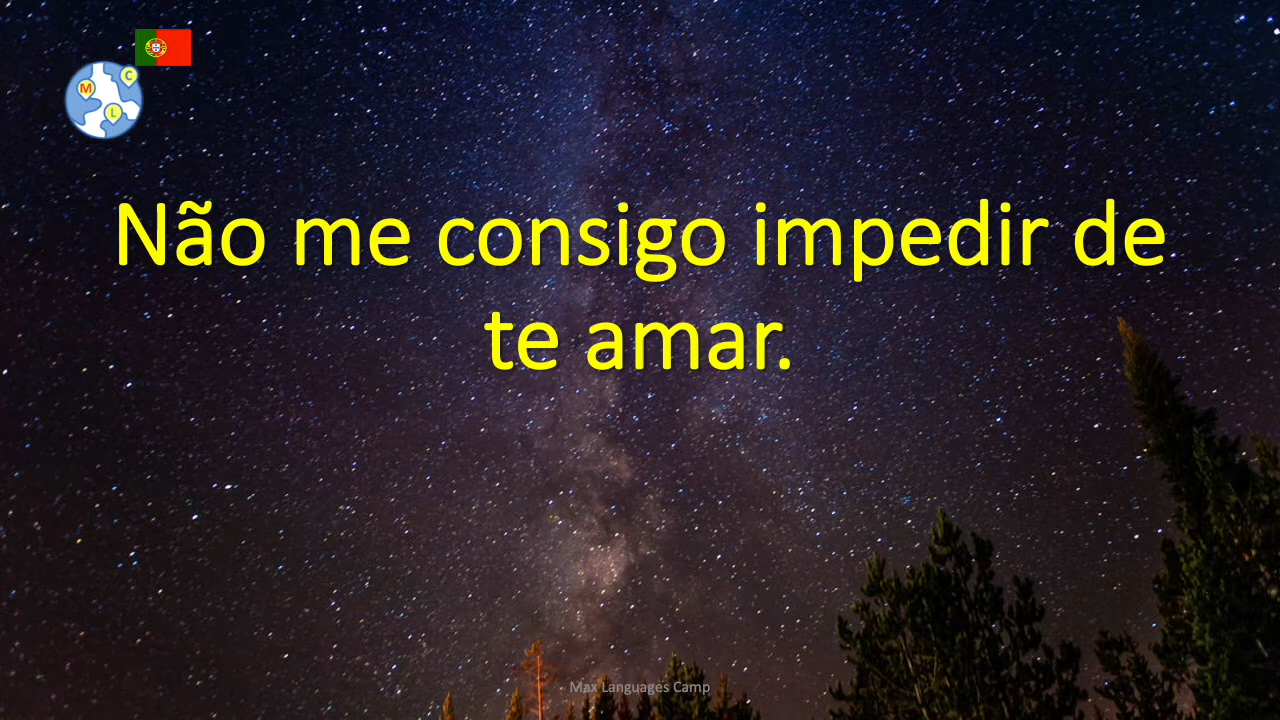 C
M
L
Não me consigo impedir de
te amar.
Max Languages Camp